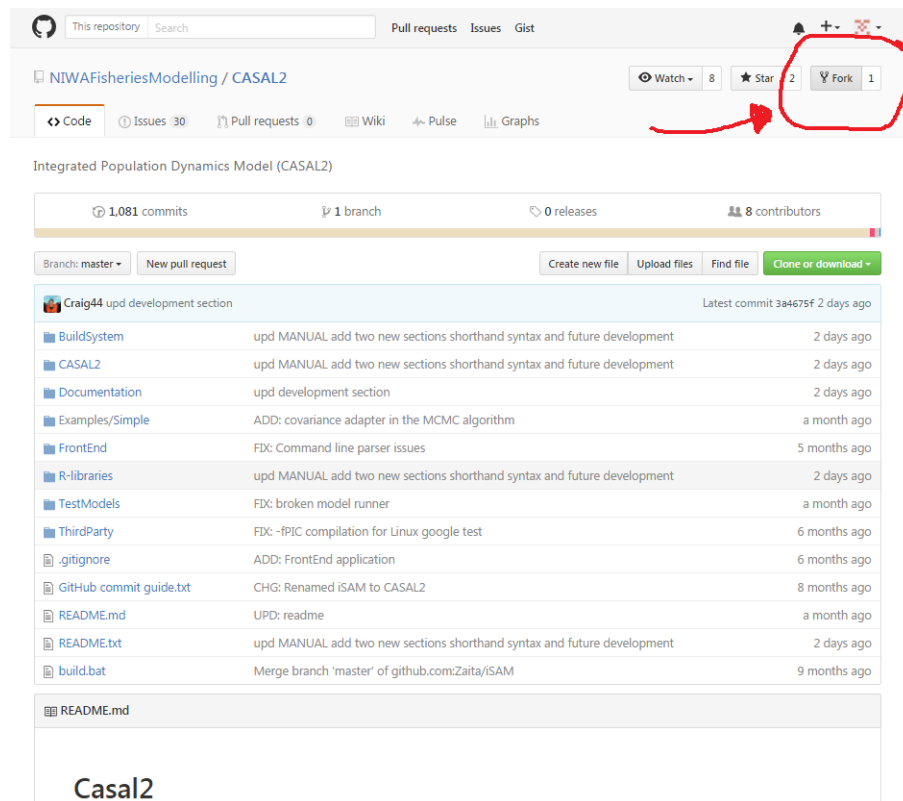 This repository Search Pull requests Issues Gist
NIWAFisheriesModelling / CASAL2 Watch 8 Star 2 Fork 1
Code Issues 30 Pull requests 0 Wiki Pulse Graphs
Integrated Population Dynamics Model (CASAL2)
1,081 commits 1 branch 0 releases 8 contributors
Branch: master New pull request Create new file Upload files Find file Clone or download
Craig44 upd development section Latest commit 3a4675f 2 days ago
BuildSystem upd MANUAL add two new sections shorthand syntax and future development 2 days ago
CASAL2 upd MANUAL add two new sections shorthand syntax and future development 2 days ago
Documentation upd development section 2 days ago
Examples/Simple ADD: covariance adapter in the MCMC algorithm a month ago
FrontEnd FIX: Command line parser issues 5 months ago
R-libraries upd MANUAL add two new sections shorthand syntax and future development 2 days ago
TestModels FIX: broken model runner a month ago
ThirdParty FIX: -fPIC compilation for Linux google test 6 months ago
.gitignore ADD: FrontEnd application 6 months ago
GitHub commit guide.txt CHG: Renamed iSAM to CASAL2 8 months ago
README.md UPD: readme a month ago
README.txt upd MANUAL add two new sections shorthand syntax and future development 2 days ago
build.bat Merge branch 'master' of github.com:Zaita/iSAM 9 months ago
README.md
Casal2